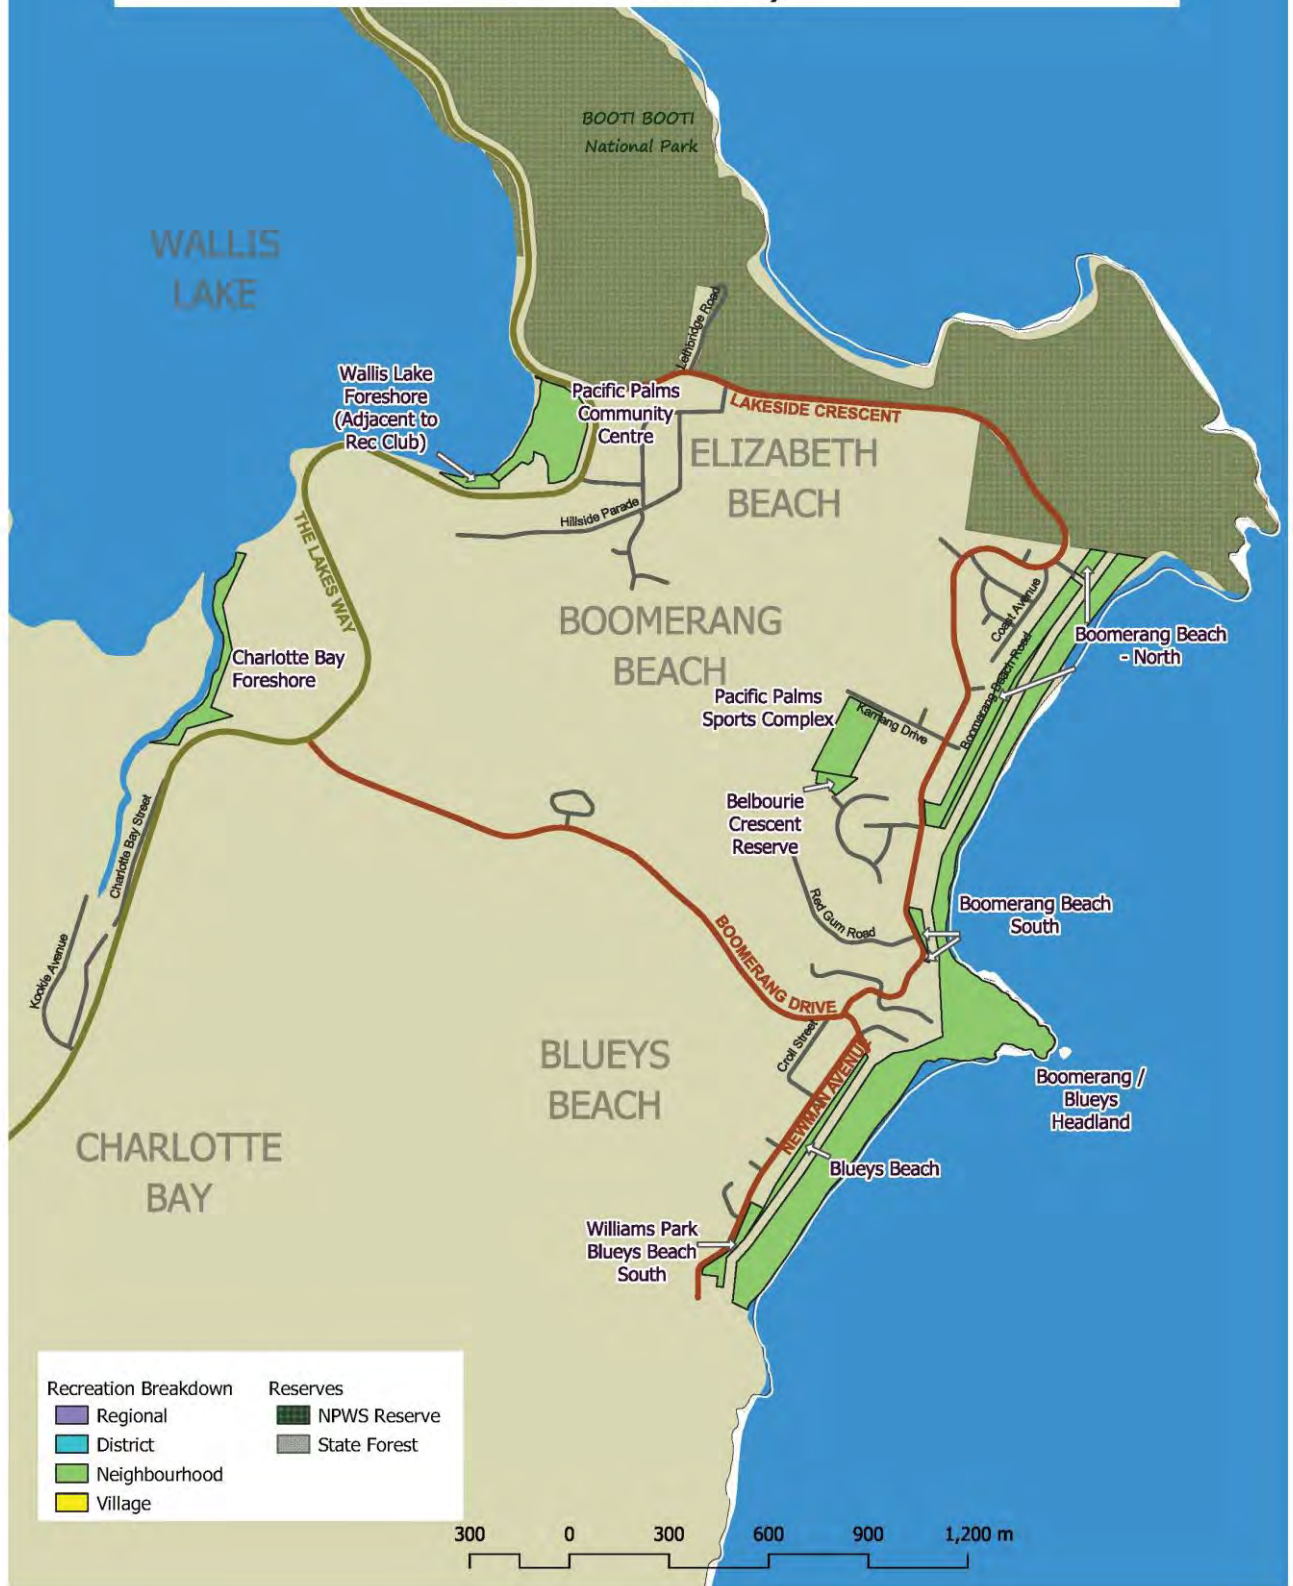 BOOTI BOOTI
National Park
WALLIS
LAKE
Lethbridge Road
Wallis Lake
Foreshore
(Adjacent to
Rec Club)
Pacific Palms
Community
Centre
LAKESIDE CRESCENT
ELIZABETH
BEACH
Hillside Parade
THE LAKES WAY
BOOMERANG
BEACH
Coast Avenue
Boomerang Beach
- North
Boomerang Beach Road
Charlotte Bay
Foreshore
Pacific Palms
Sports Complex
Kamang Drive
Belbourie
Crescent
Reserve
Charlotte Bay Street
Red Gum Road
Boomerang Beach
South
Kookie Avenue
BOOMERANG DRIVE
Croll Street
BLUEYS
BEACH
NEWMAN AVENUE
Boomerang /
Blueys
Headland
CHARLOTTE
BAY
Blueys Beach
Williams Park
Blueys Beach
South
Recreation Breakdown
Regional
District
Neighbourhood
Village
Reserves
NPWS Reserve
State Forest
300 0 300 600 900 1,200 m